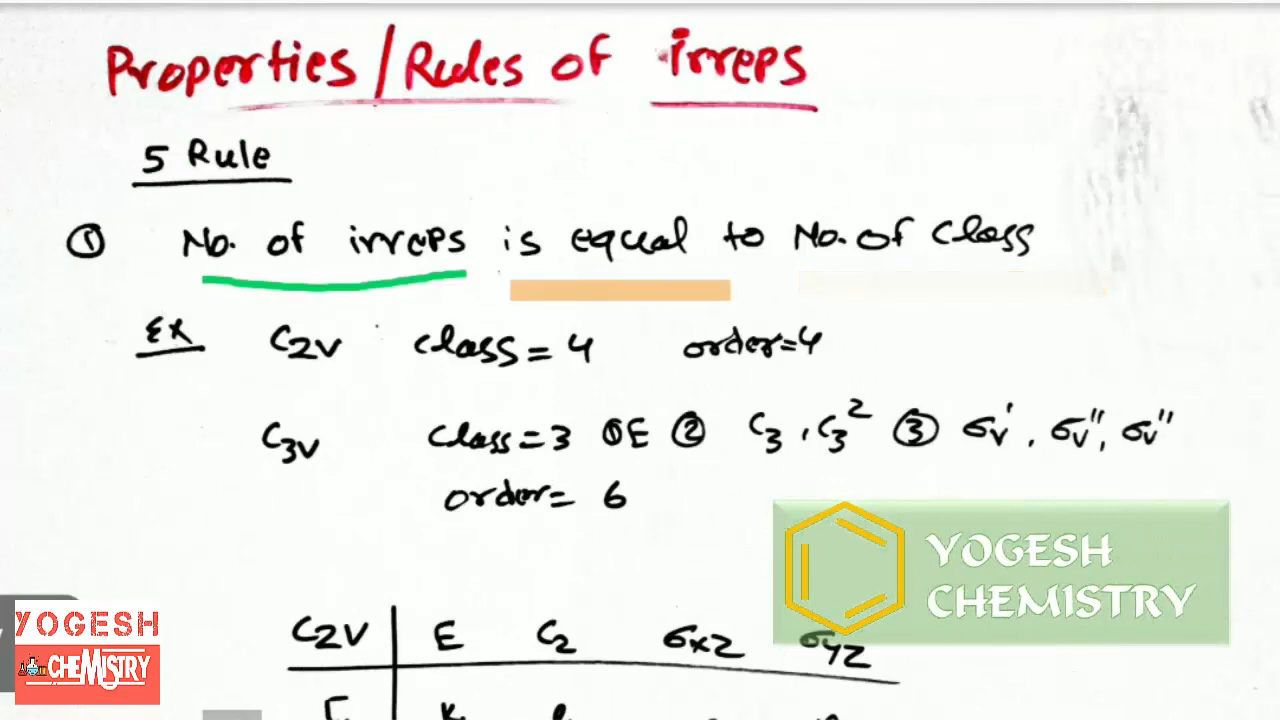 Properties/Rules of irreps
5 Rule
① No. of irreps is equal to No. of class
Ex C2v class = 4 order=4
C3v class = 3 ①E ② C3, C3² ③ σv', σv'', σv''
order= 6
YOGESH
CHEMISTRY
C2V E C2 σxz σyz
YOGESH
CHEMISTRY